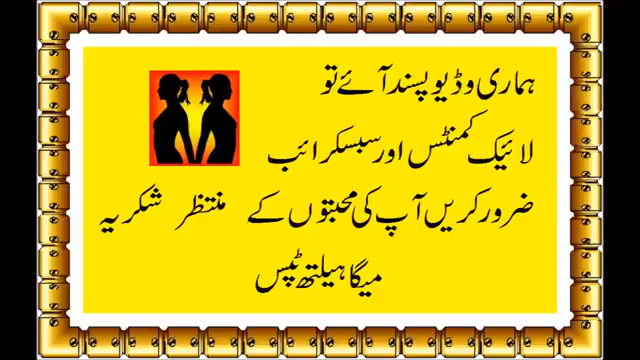 ہماری وڈیو پسند آئے تو
لائیک کمنٹس اور سبسکرائب
ضرور کریں آپ کی محبتوں کے منتظر شکریہ
میگا ہیلتھ ٹپس